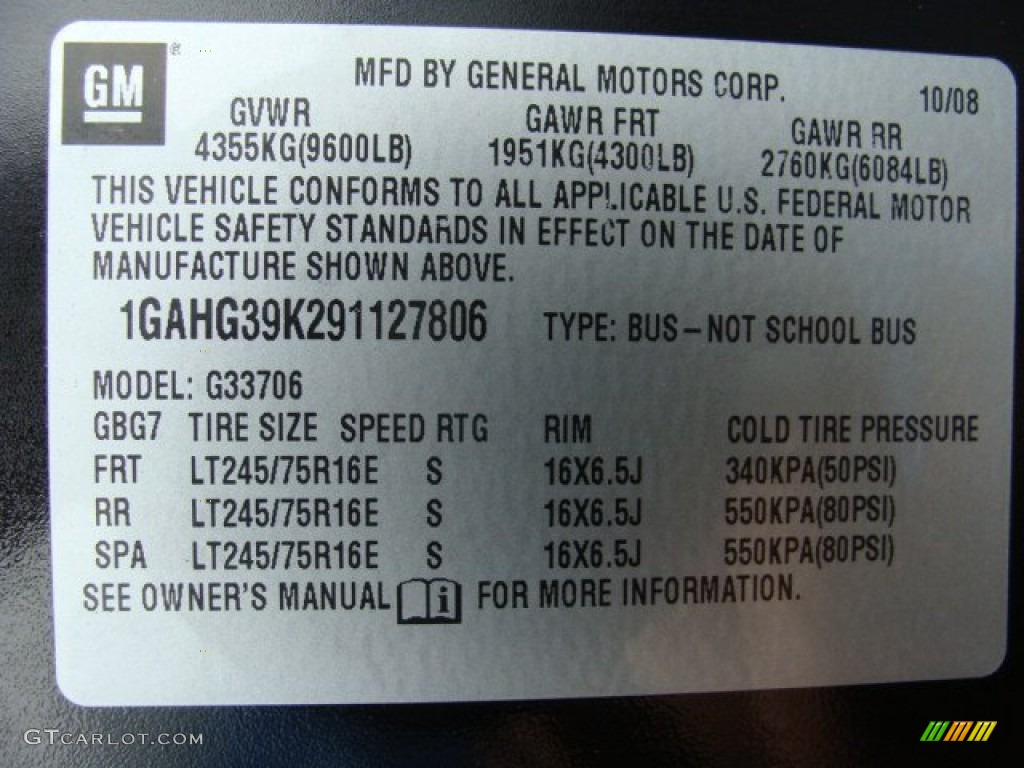 GM ®
MFD BY GENERAL MOTORS CORP.
10/08
GVWR GAWR FRT GAWR RR
4355KG(9600LB) 1951KG(4300LB) 2760KG(6084LB)
THIS VEHICLE CONFORMS TO ALL APPLICABLE U.S. FEDERAL MOTOR
VEHICLE SAFETY STANDARDS IN EFFECT ON THE DATE OF
MANUFACTURE SHOWN ABOVE.
1GAHG39K291127806 TYPE: BUS-NOT SCHOOL BUS
MODEL: G33706
GBG7 TIRE SIZE SPEED RTG RIM COLD TIRE PRESSURE
FRT LT245/75R16E S 16X6.5J 340KPA(50PSI)
RR LT245/75R16E S 16X6.5J 550KPA(80PSI)
SPA LT245/75R16E S 16X6.5J 550KPA(80PSI)
SEE OWNER'S MANUAL i FOR MORE INFORMATION.
GTCARLOT.COM